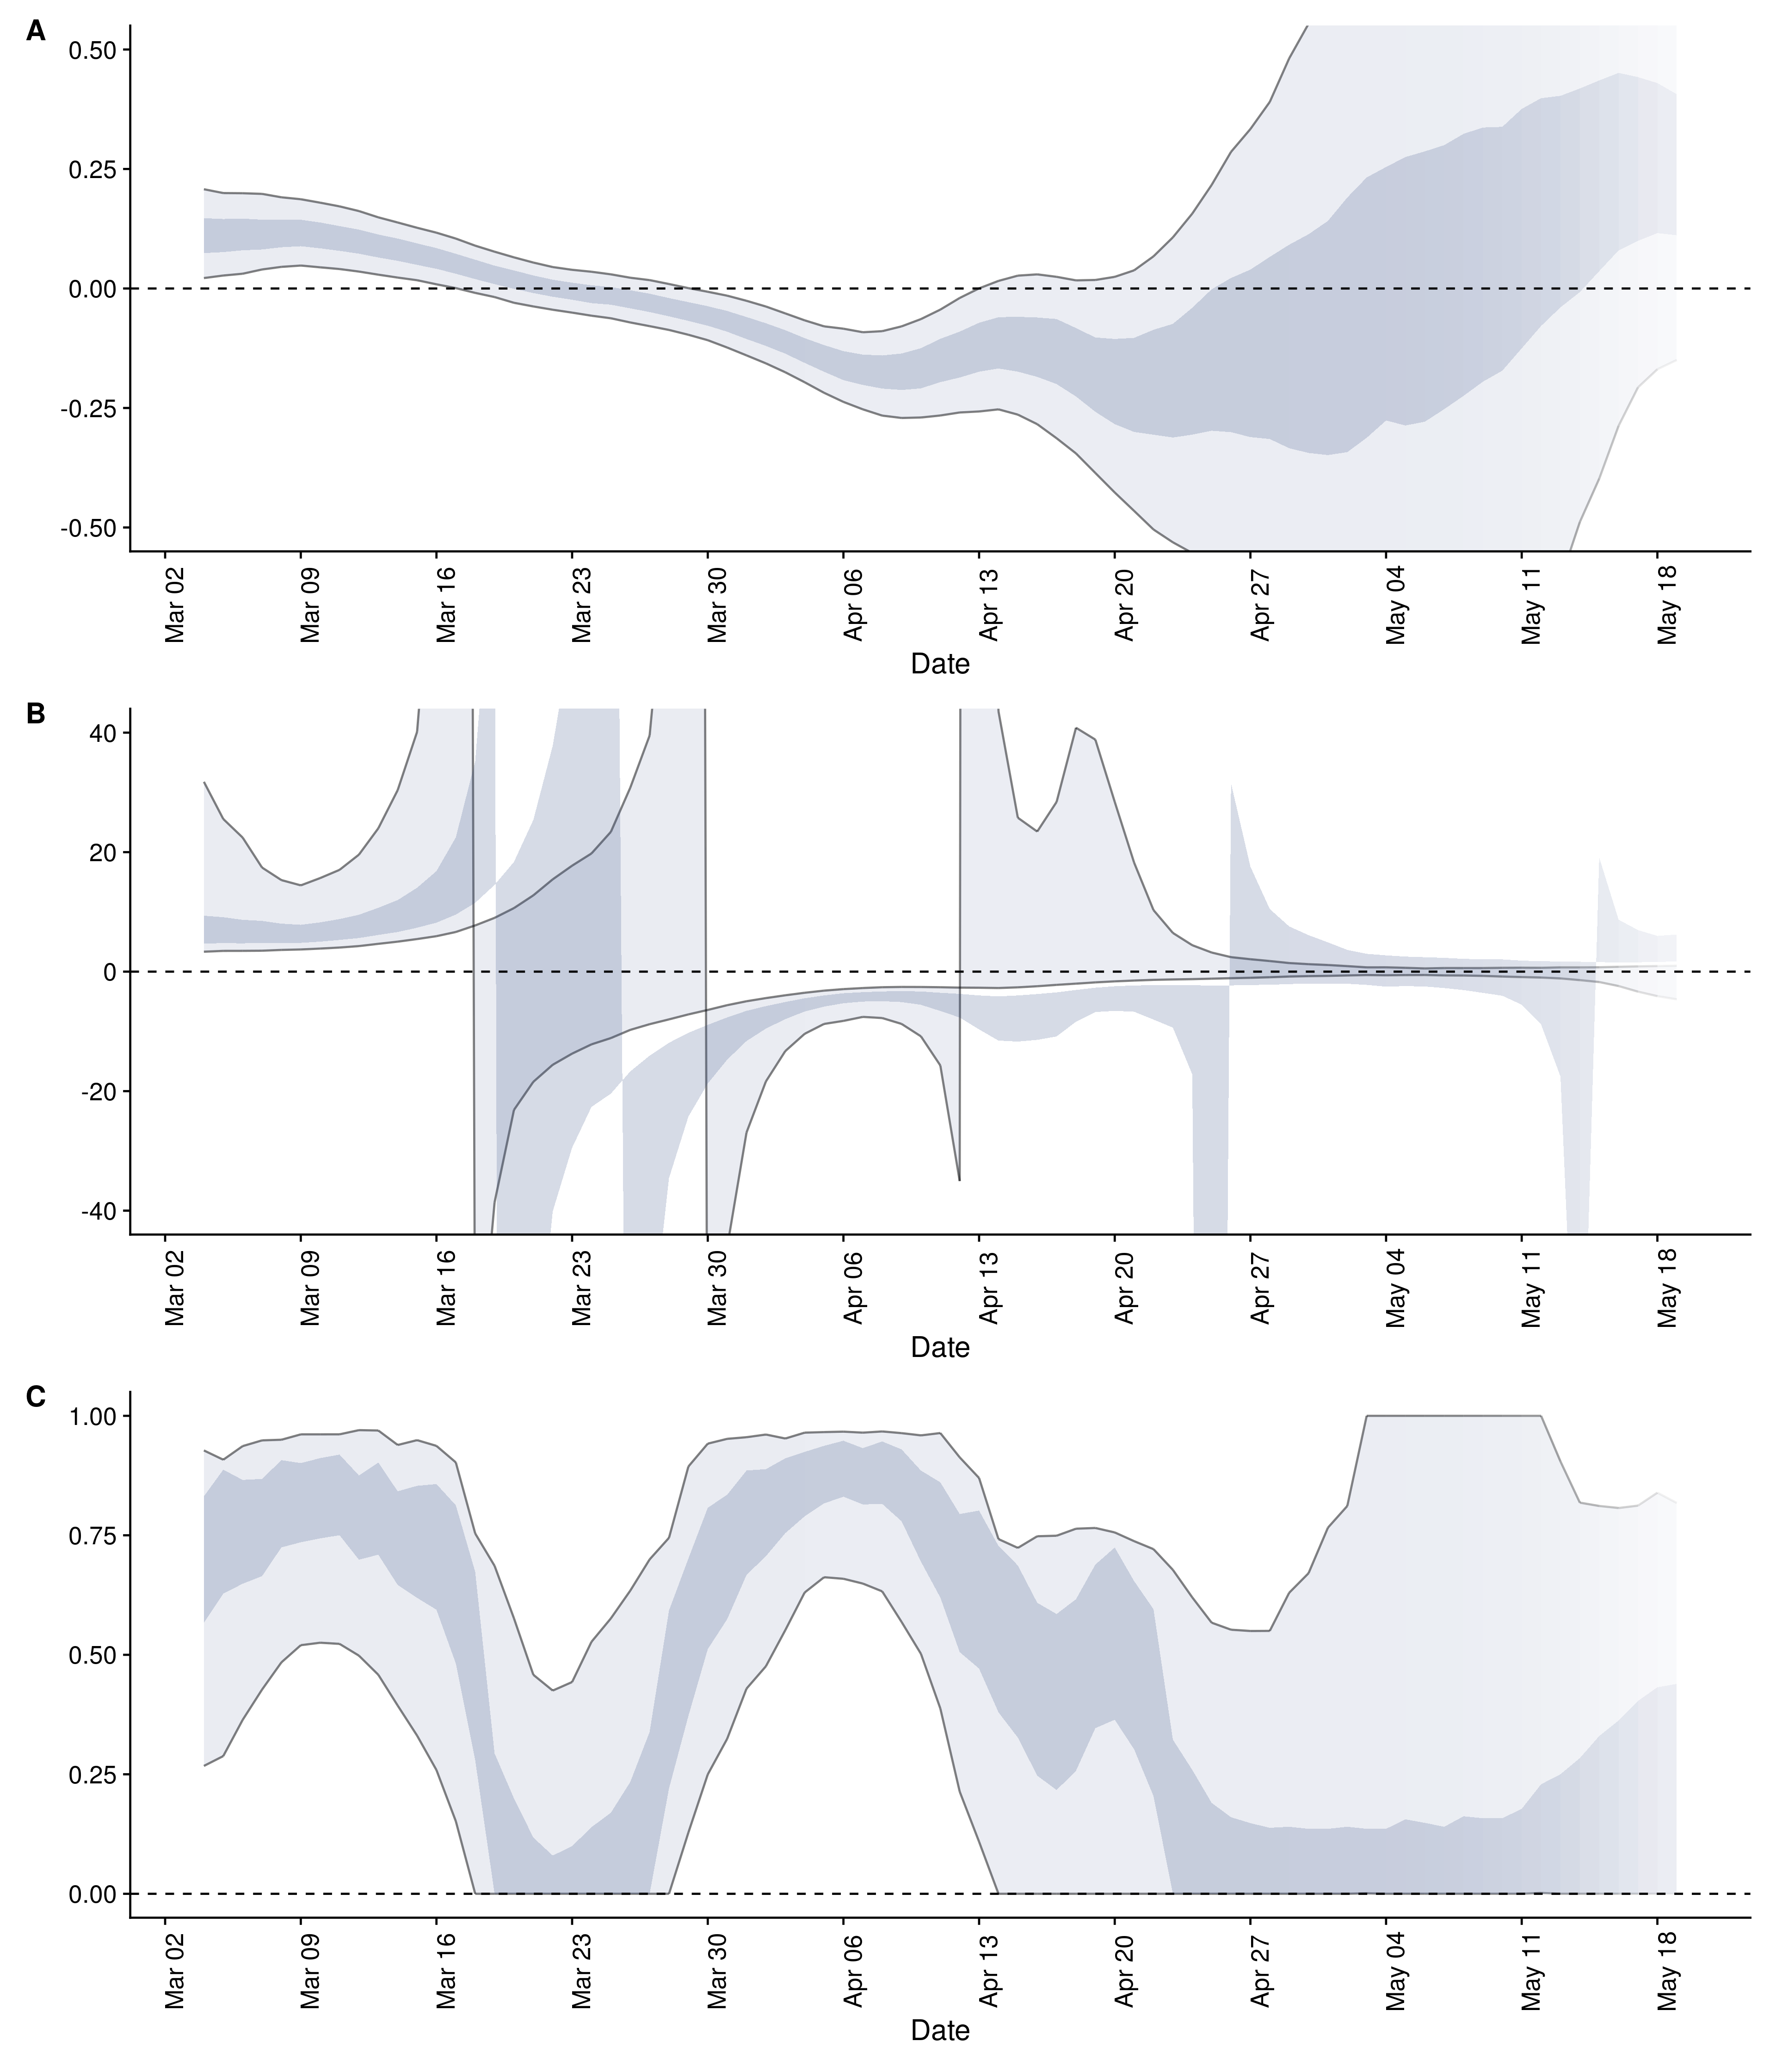 A
0.50
0.25
0.00
-0.25
-0.50
Mar 02
Mar 09
Mar 16
Mar 23
Mar 30
Apr 06
Apr 13
Apr 20
Apr 27
May 04
May 11
May 18
Date
B
40
20
0
-20
-40
Mar 02
Mar 09
Mar 16
Mar 23
Mar 30
Apr 06
Apr 13
Apr 20
Apr 27
May 04
May 11
May 18
Date
C
1.00
0.75
0.50
0.25
0.00
Mar 02
Mar 09
Mar 16
Mar 23
Mar 30
Apr 06
Apr 13
Apr 20
Apr 27
May 04
May 11
May 18
Date